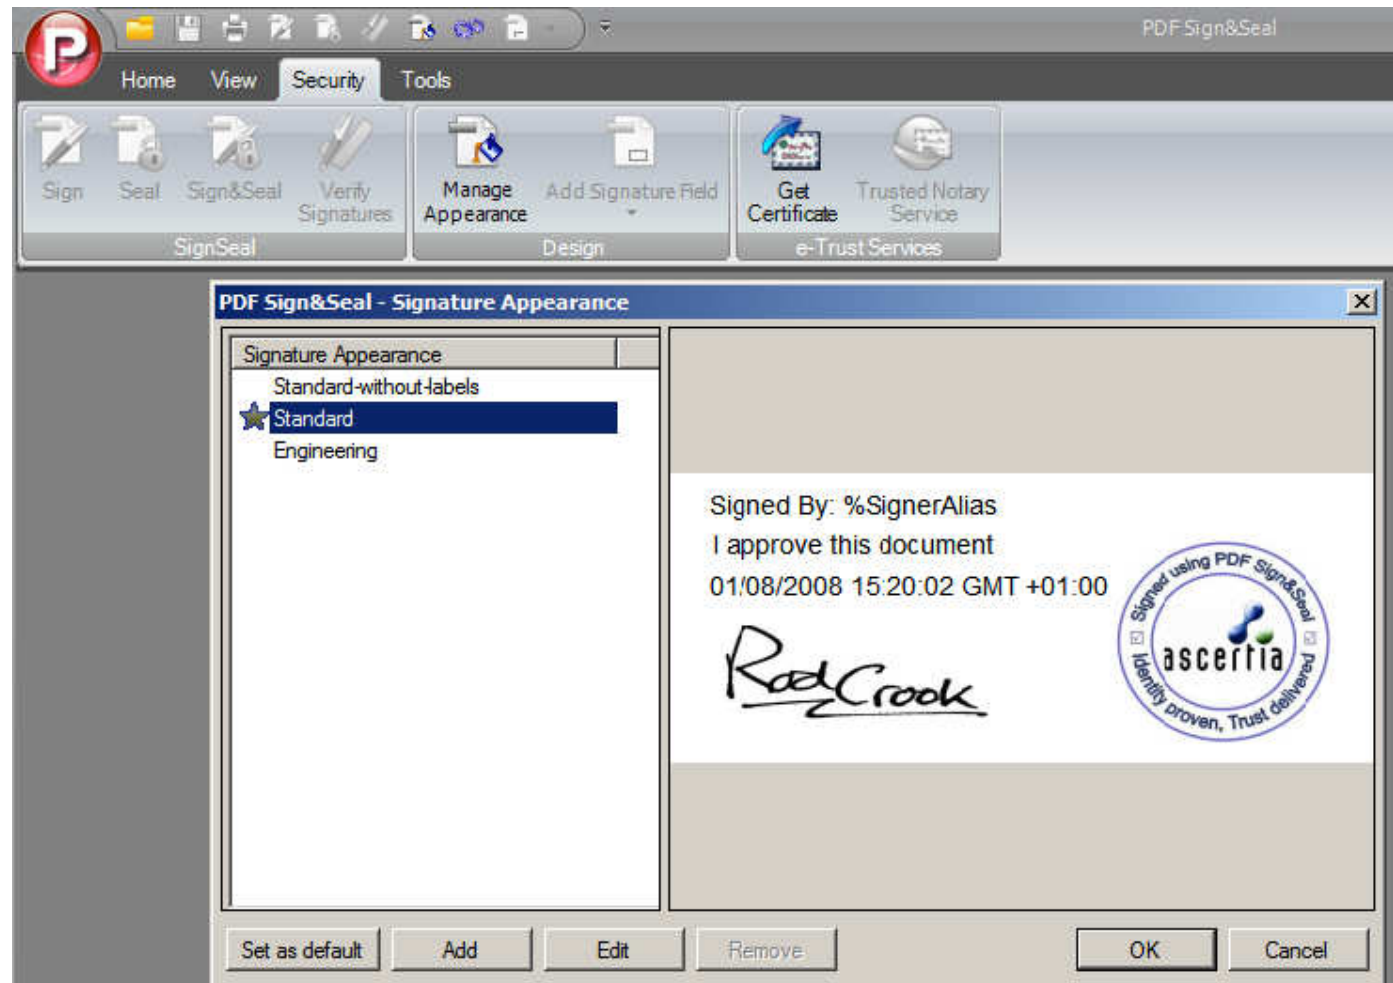 P
PDF Sign&Seal
Home View Security Tools
Sign Seal Sign&Seal Verify Signatures
SignSeal
Manage Appearance Add Signature Field
Design
Get Certificate Trusted Notary Service
e-Trust Services
PDF Sign&Seal - Signature Appearance
Signature Appearance
Standard-without-labels
Standard
Engineering
Signed By: %SignerAlias
I approve this document
01/08/2008 15:20:02 GMT +01:00
Rod Crook
Signed using PDF Sign&Seal
ascertia
Identity proven, Trust delivered
Set as default Add Edit Remove OK Cancel